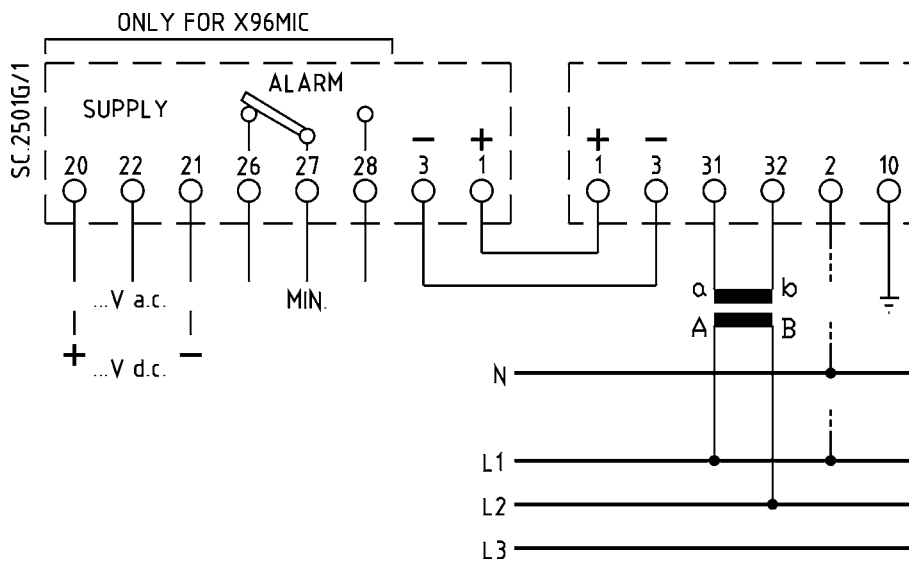 ONLY FOR X96MIC
SC.2501G/1
SUPPLY
ALARM
− + + −
20 22 21 26 27 28 3 1 1 3 31 32 2 10
...V a.c.
MIN.
a b
+ ...V d.c. −
A B
N
L1
L2
L3